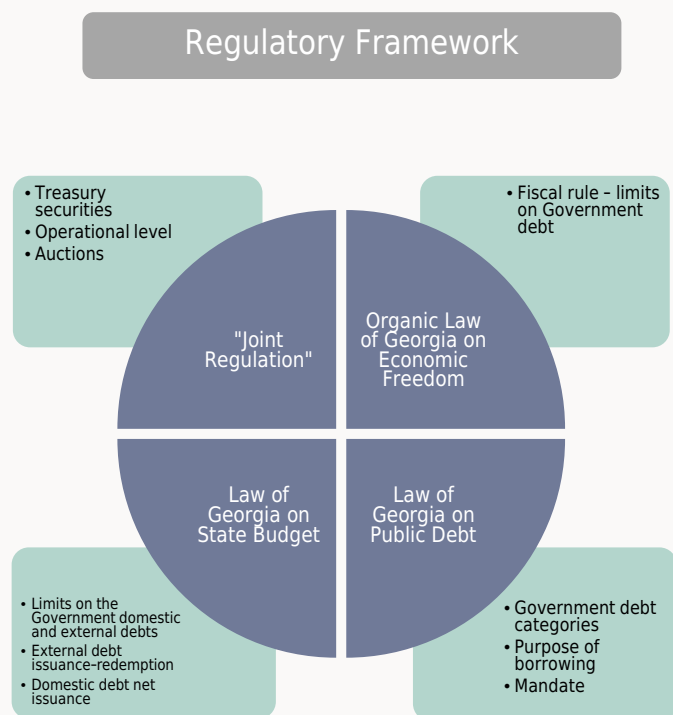 Regulatory Framework
• Treasury
securities
• Operational level
• Auctions
• Fiscal rule – limits
on Government
debt
"Joint
Regulation"
Organic Law
of Georgia on
Economic
Freedom
Law of
Georgia on
State Budget
Law of
Georgia on
Public Debt
• Limits on the
Government domestic
and external debts
• External debt
issuance–redemption
• Domestic debt net
issuance
• Government debt
categories
• Purpose of
borrowing
• Mandate